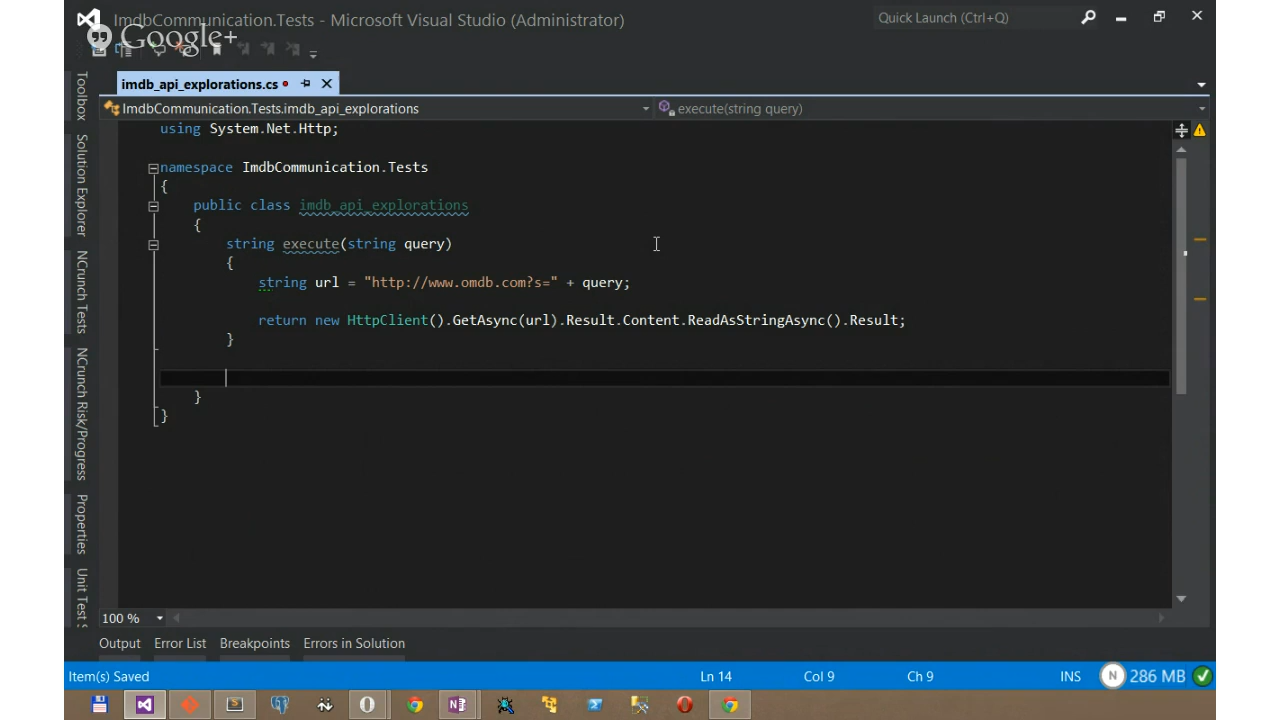 ImdbCommunication.Tests - Microsoft Visual Studio (Administrator)
Quick Launch (Ctrl+Q)
Google+
imdb_api_explorations.cs
ImdbCommunication.Tests.imdb_api_explorations
execute(string query)
using System.Net.Http;
namespace ImdbCommunication.Tests
{
public class imdb_api_explorations
{
string execute(string query)
{
string url = "http://www.omdb.com?s=" + query;
return new HttpClient().GetAsync(url).Result.Content.ReadAsStringAsync().Result;
}
}
}
Toolbox
Solution Explorer
NCrunch Tests
NCrunch Risk/Progress
Properties
Unit Test S
100 %
Output Error List Breakpoints Errors in Solution
Item(s) Saved Ln 14 Col 9 Ch 9 INS N 286 MB